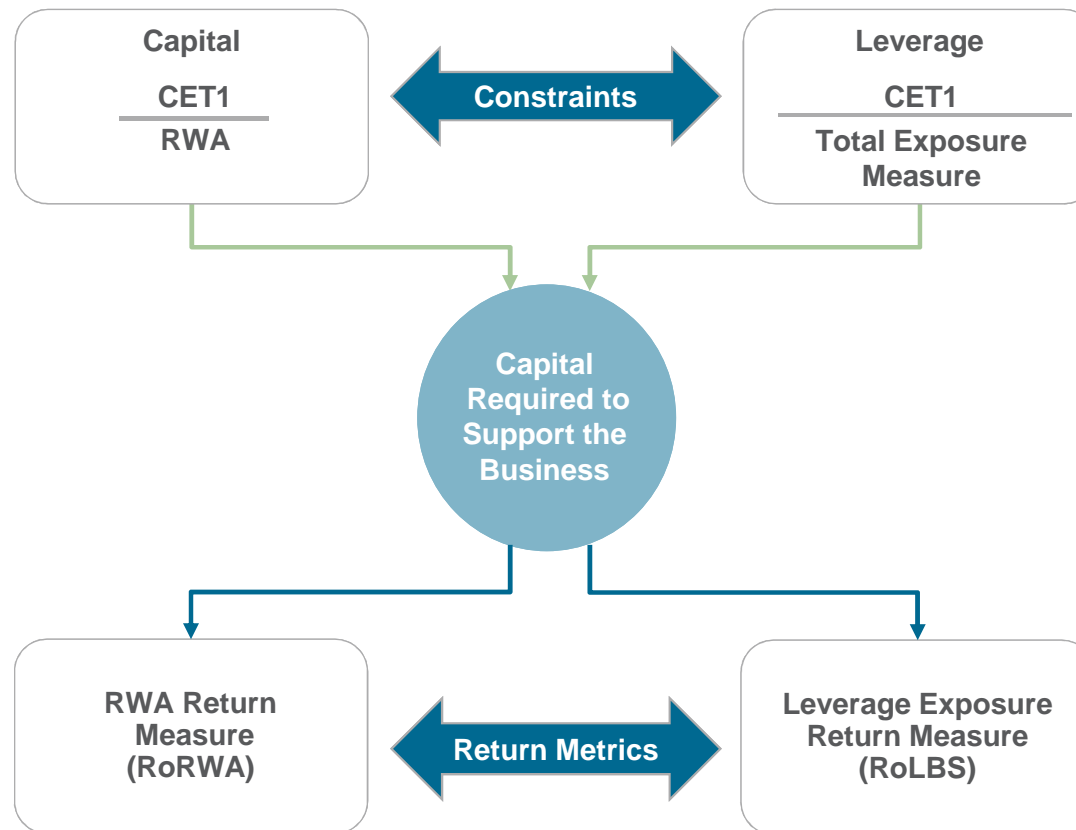 Capital
CET1
RWA
Constraints
Leverage
CET1
Total Exposure
Measure
Capital
Required to
Support the
Business
RWA Return
Measure
(RoRWA)
Return Metrics
Leverage Exposure
Return Measure
(RoLBS)